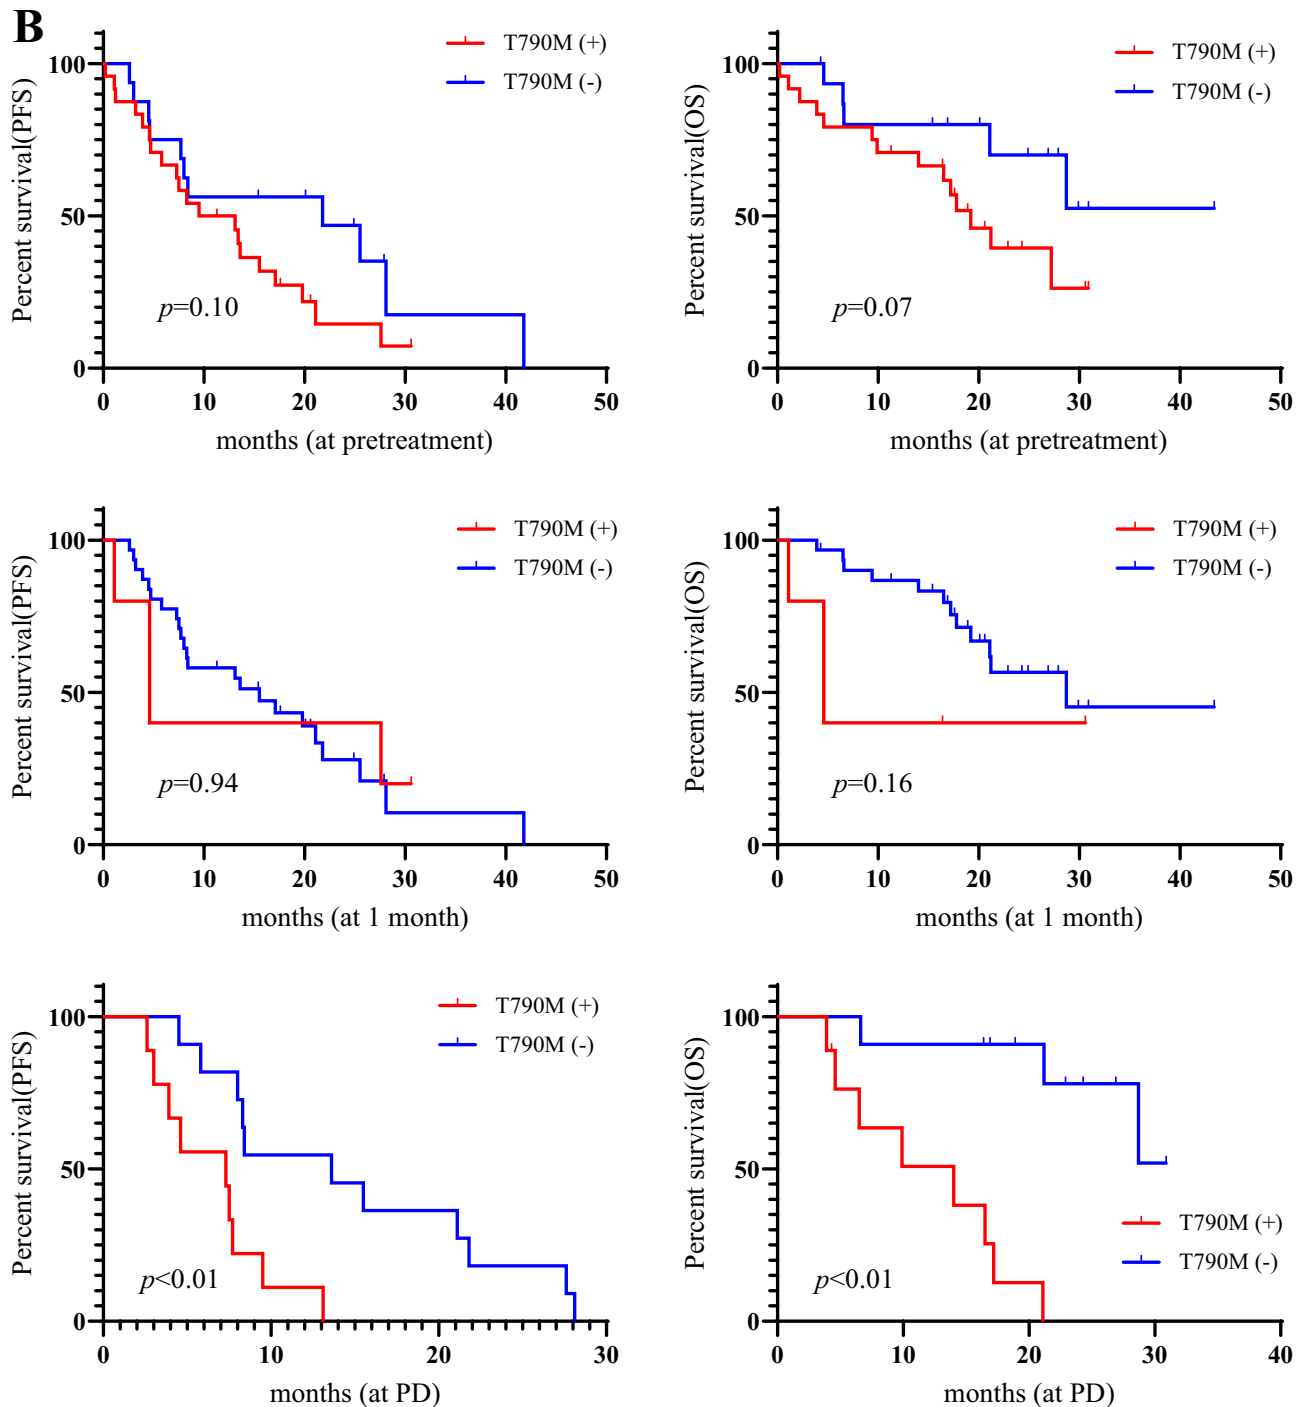 B
T790M (+)
T790M (-)
Percent survival(PFS)
100
50
0
p=0.10
0 10 20 30 40 50
months (at pretreatment)
T790M (+)
T790M (-)
Percent survival(OS)
100
50
0
p=0.07
0 10 20 30 40 50
months (at pretreatment)
T790M (+)
T790M (-)
Percent survival(PFS)
100
50
0
p=0.94
0 10 20 30 40 50
months (at 1 month)
T790M (+)
T790M (-)
Percent survival(OS)
100
50
0
p=0.16
0 10 20 30 40 50
months (at 1 month)
T790M (+)
T790M (-)
Percent survival(PFS)
100
50
0
p<0.01
0 10 20 30
months (at PD)
Percent survival(OS)
100
50
0
T790M (+)
T790M (-)
p<0.01
0 10 20 30 40
months (at PD)